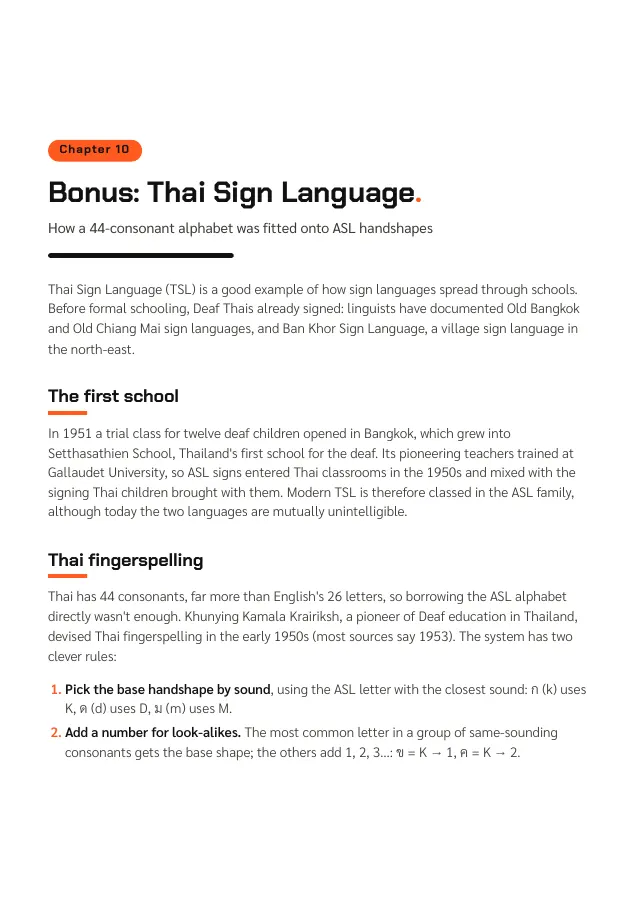 Chapter 10
Bonus: Thai Sign Language.
How a 44-consonant alphabet was fitted onto ASL handshapes
Thai Sign Language (TSL) is a good example of how sign languages spread through schools.
Before formal schooling, Deaf Thais already signed: linguists have documented Old Bangkok
and Old Chiang Mai sign languages, and Ban Khor Sign Language, a village sign language in
the north-east.
The first school
In 1951 a trial class for twelve deaf children opened in Bangkok, which grew into
Setthasathien School, Thailand's first school for the deaf. Its pioneering teachers trained at
Gallaudet University, so ASL signs entered Thai classrooms in the 1950s and mixed with the
signing Thai children brought with them. Modern TSL is therefore classed in the ASL family,
although today the two languages are mutually unintelligible.
Thai fingerspelling
Thai has 44 consonants, far more than English's 26 letters, so borrowing the ASL alphabet
directly wasn't enough. Khunying Kamala Krairiksh, a pioneer of Deaf education in Thailand,
devised Thai fingerspelling in the early 1950s (most sources say 1953). The system has two
clever rules:
1. Pick the base handshape by sound, using the ASL letter with the closest sound: ก (k) uses
K, ด (d) uses D, ม (m) uses M.
2. Add a number for look-alikes. The most common letter in a group of same-sounding
consonants gets the base shape; the others add 1, 2, 3...: ข = K → 1, ค = K → 2.